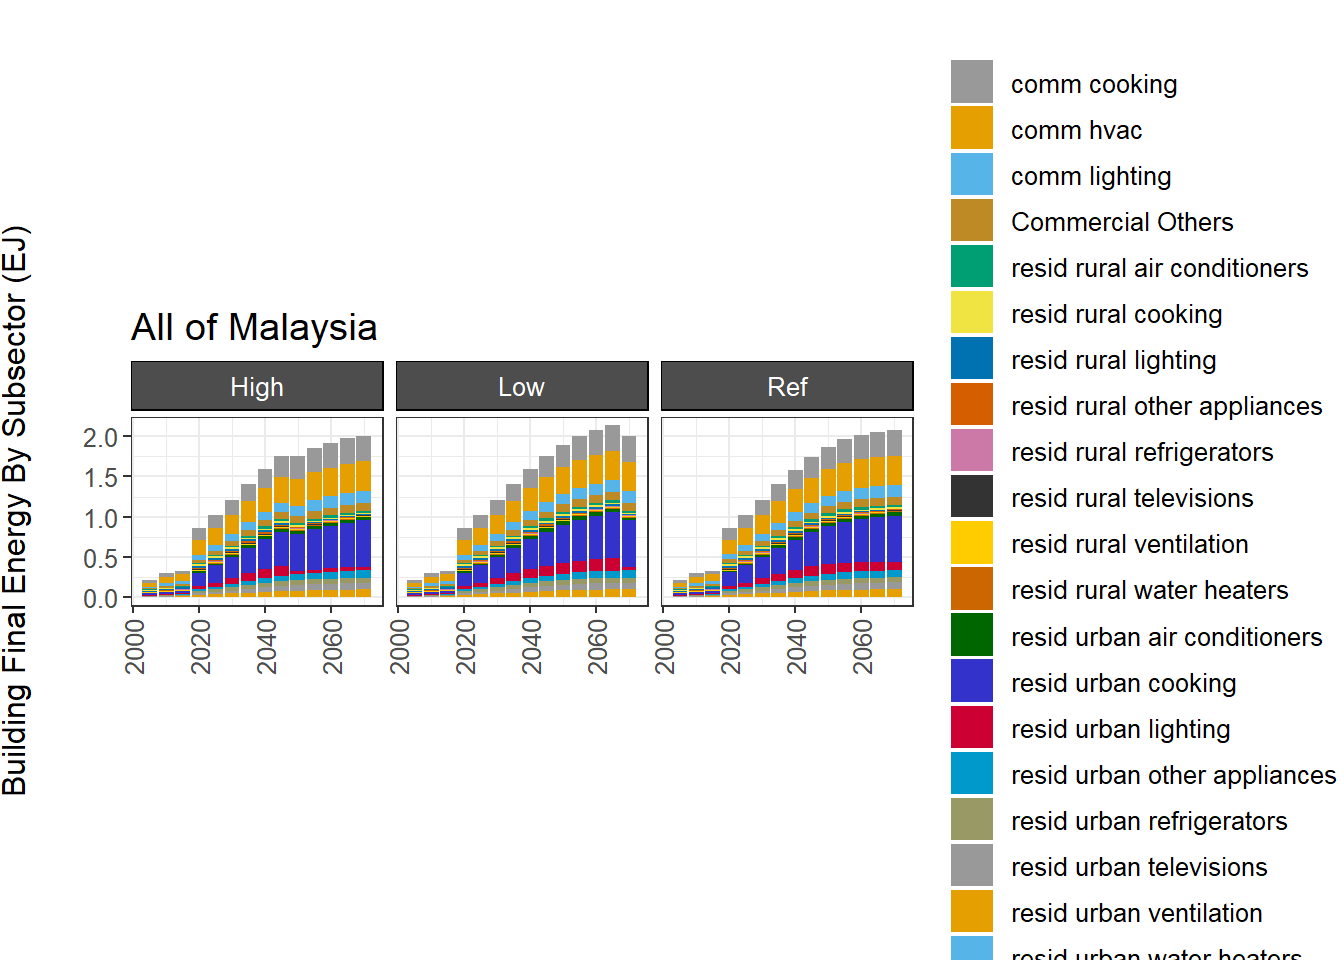 All of Malaysia
High
Low
Ref
Building Final Energy By Subsector (EJ)
2.0
1.5
1.0
0.5
0.0
2000
2020
2040
2060
2000
2020
2040
2060
2000
2020
2040
2060
comm cooking
comm hvac
comm lighting
Commercial Others
resid rural air conditioners
resid rural cooking
resid rural lighting
resid rural other appliances
resid rural refrigerators
resid rural televisions
resid rural ventilation
resid rural water heaters
resid urban air conditioners
resid urban cooking
resid urban lighting
resid urban other appliances
resid urban refrigerators
resid urban televisions
resid urban ventilation
resid urban water heaters